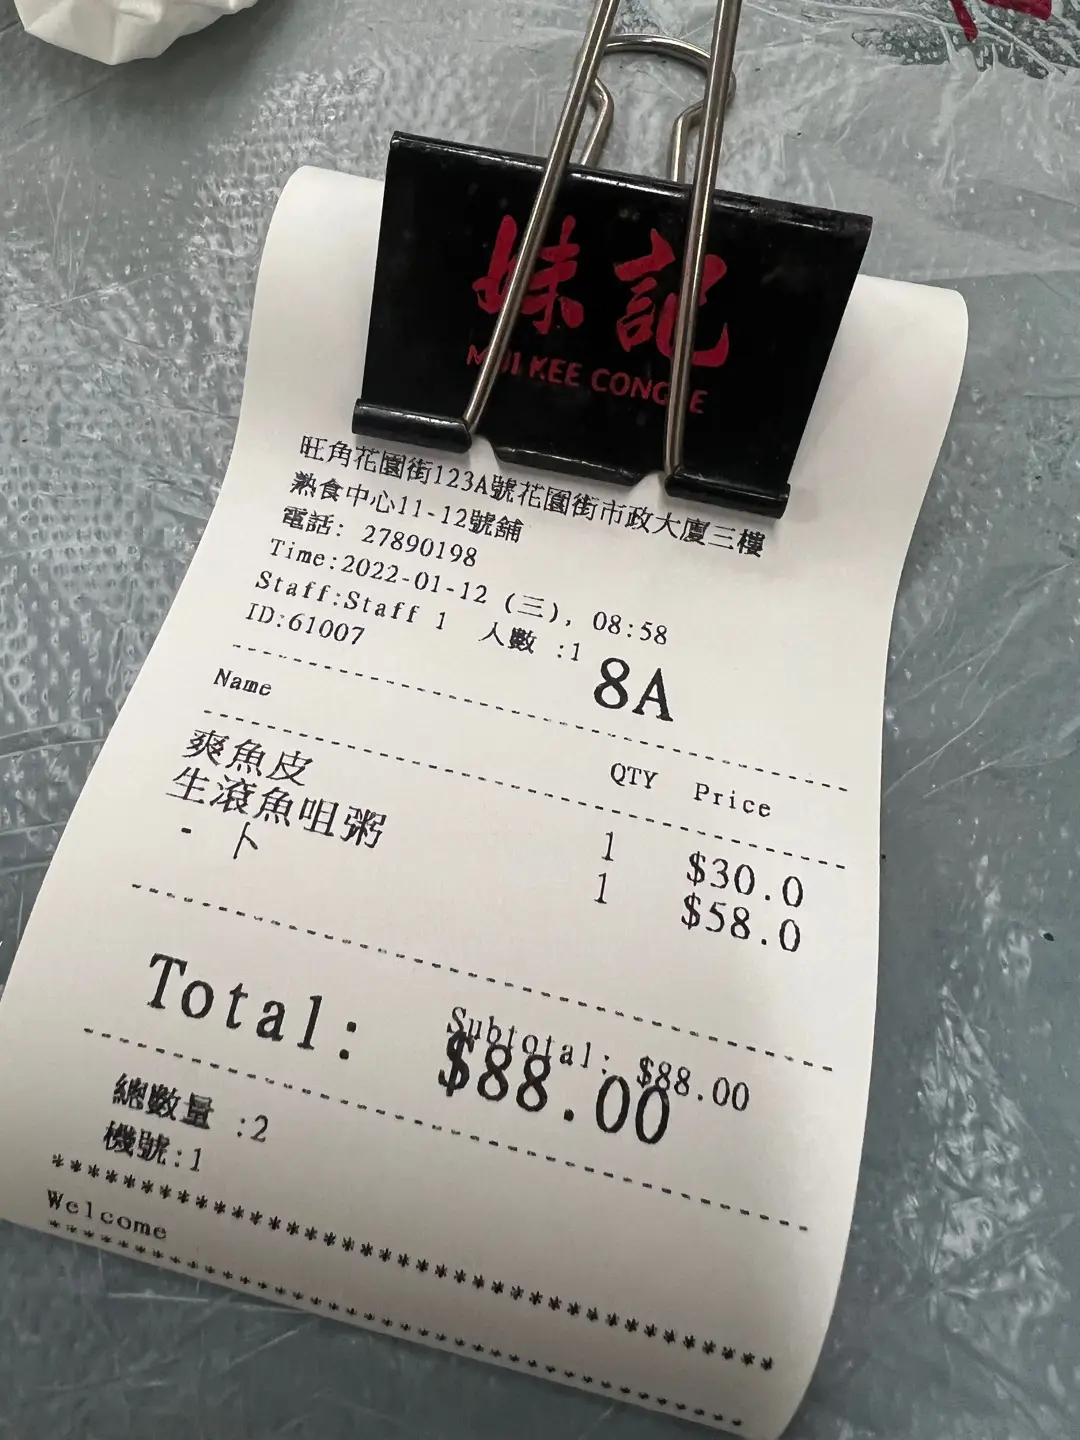 妹記
MUI KEE CONGEE
旺角花園街123A號花園街市政大廈三樓
熟食中心11-12號舖
電話: 27890198
Time:2022-01-12 (三), 08:58
Staff:Staff 1 人數 :1
ID:61007
8A
Name QTY Price
爽魚皮 1 $30.0
生滾魚咀粥 1 $58.0
- 卜
Subtotal: $88.00
Total: $88.00
總數量 :2
機號:1
Welcome